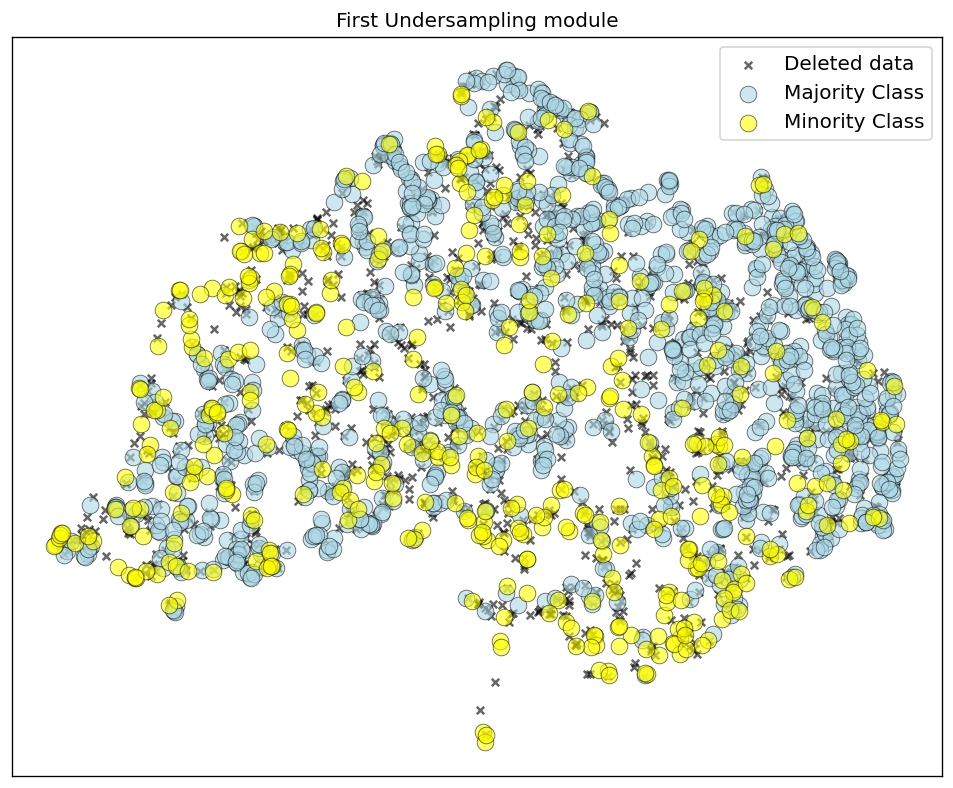 First Undersampling module
Deleted data
Majority Class
Minority Class